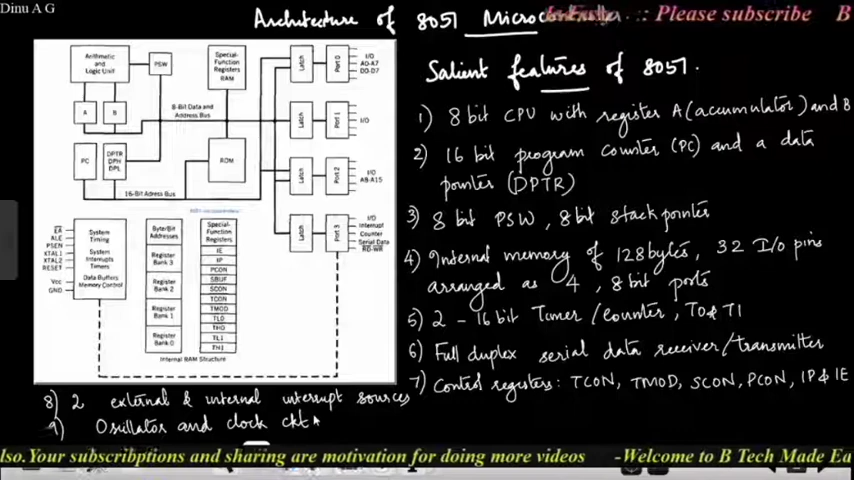 Dinu A G
Architecture of 8051 Microcontroller
:: Please subscribe B
Arithmetic and Logic Unit
PSW
Special-Function Registers RAM
Latch
Port 0
I/O
A0-A7
D0-D7
A
B
8-Bit Data and Address Bus
Latch
Port 1
I/O
PC
DPTR
DPH
DPL
ROM
Latch
Port 2
I/O
A8-A15
16-Bit Adress Bus
EA
ALE
PSEN
XTAL1
XTAL2
RESET
Vcc
GND
System Timing
System Interrupts Timers
Data Buffers Memory Control
Byte/Bit Addresses
Register Bank 3
Register Bank 2
Register Bank 1
Register Bank 0
Special-Function Registers
IE
IP
PCON
SBUF
SCON
TCON
TMOD
TL0
TH0
TL1
TH1
Internal RAM Structure
Latch
Port 3
I/O
Interrupt
Counter
Serial Data
RD-WR
Salient features of 8051.
1) 8 bit CPU with register A (accumulator) and B
2) 16 bit program counter (PC) and a data
pointer (DPTR)
3) 8 bit PSW, 8 bit stack pointer
4) Internal memory of 128 bytes, 32 I/O pins
arranged as 4, 8 bit ports
5) 2 - 16 bit Timer / Counter, T0 & T1
6) Full duplex serial data receiver/transmitter
7) Control registers: TCON, TMOD, SCON, PCON, IP & IE
8) 2 external & internal interrupt sources
9) Osillator and clock ckt
lso.Your subscribptions and sharing are motivation for doing more videos -Welcome to B Tech Made Ea